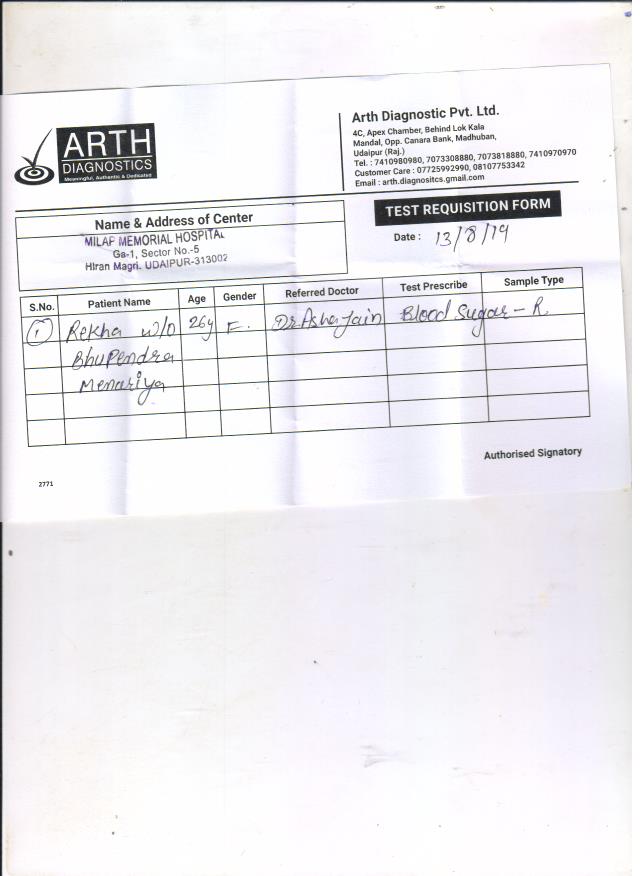 ARTH
DIAGNOSTICS
Meaningful, Authentic & Dedicated
Arth Diagnostic Pvt. Ltd.
4C, Apex Chamber, Behind Lok Kala
Mandal, Opp. Canara Bank, Madhuban,
Udaipur (Raj.)
Tel. : 7410980980, 7073308880, 7073818880, 7410970970
Customer Care : 07725992990, 08107753342
Email : arth.diagnositcs.gmail.com
Name & Address of Center
MILAP MEMORIAL HOSPITAL
Ga-1, Sector No.-5
Hiran Magri, UDAIPUR-313002
TEST REQUISITION FORM
Date : 13/8/19
S.No. Patient Name Age Gender Referred Doctor Test Prescribe Sample Type
1 Rekha w/o 26y F. Dr. Asha Jain Blood Sugar - R.
Bhupendra
Menariya
Authorised Signatory
2771